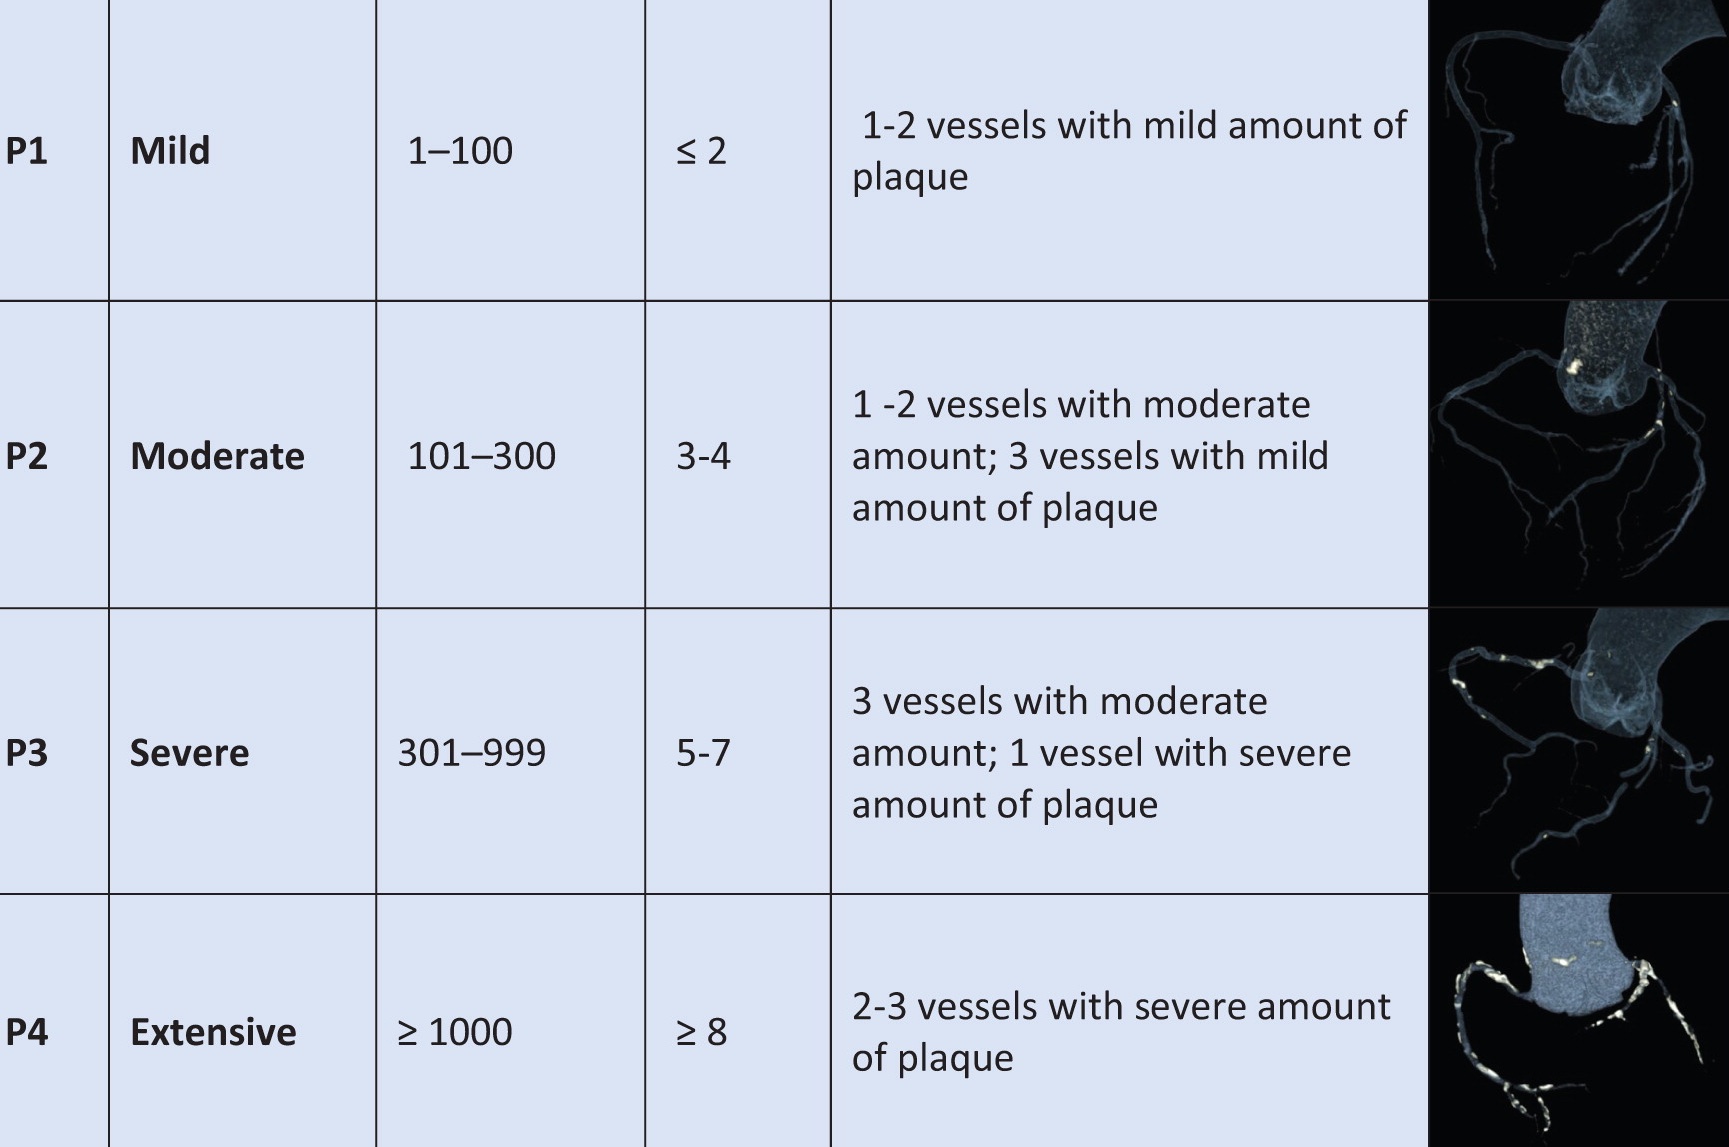 P1
Mild
1–100
≤ 2
1-2 vessels with mild amount of
plaque
P2
Moderate
101–300
3-4
1 -2 vessels with moderate
amount; 3 vessels with mild
amount of plaque
P3
Severe
301–999
5-7
3 vessels with moderate
amount; 1 vessel with severe
amount of plaque
P4
Extensive
≥ 1000
≥ 8
2-3 vessels with severe amount
of plaque